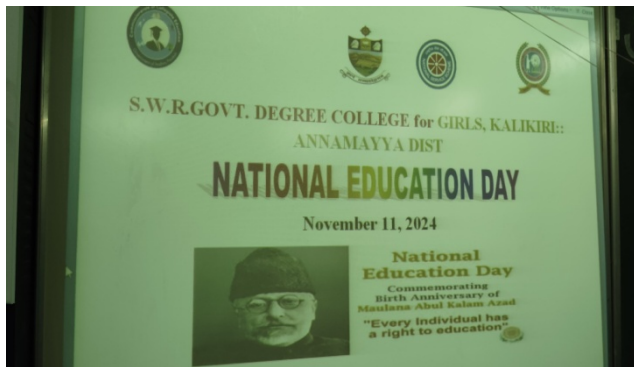 S.W.R.GOVT. DEGREE COLLEGE for GIRLS, KALIKIRI::
ANNAMAYYA DIST
NATIONAL EDUCATION DAY
November 11, 2024
National
Education Day
Commemorating
Birth Anniversary of
Maulana Abul Kalam Azad
"Every Individual has
a right to education"